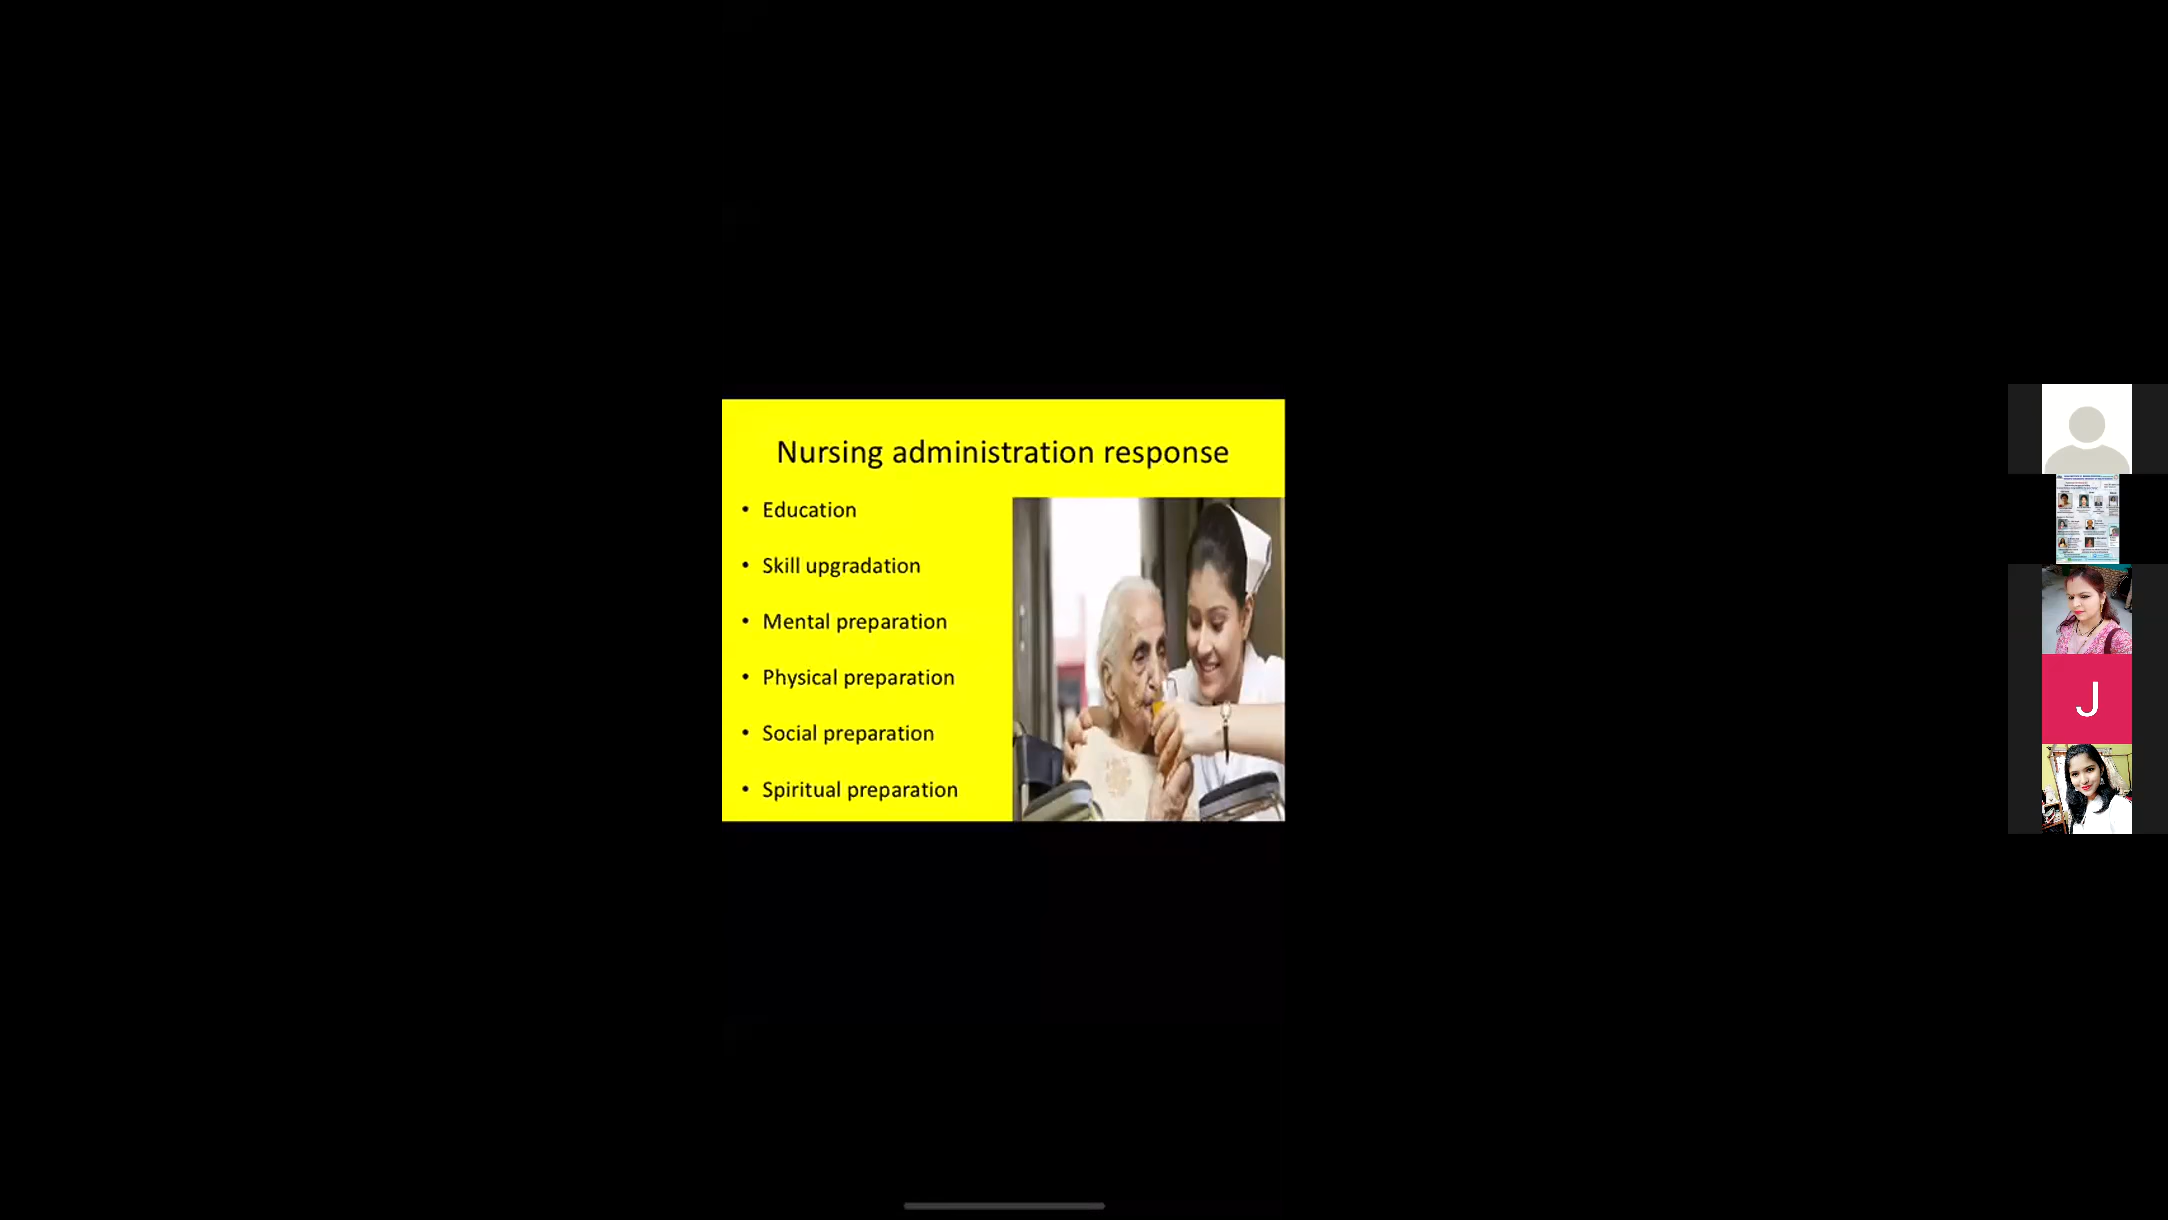 Nursing administration response
• Education
• Skill upgradation
• Mental preparation
• Physical preparation
• Social preparation
• Spiritual preparation
J